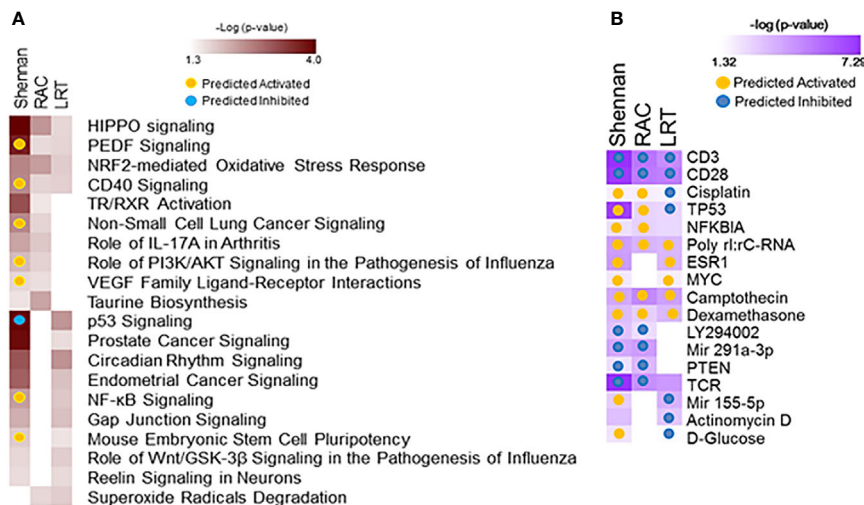 A
-Log (p-value)
1.3
4.0
Predicted Activated
Predicted Inhibited
Shennan
RAC
LRT
HIPPO signaling
PEDF Signaling
NRF2-mediated Oxidative Stress Response
CD40 Signaling
TR/RXR Activation
Non-Small Cell Lung Cancer Signaling
Role of IL-17A in Arthritis
Role of PI3K/AKT Signaling in the Pathogenesis of Influenza
VEGF Family Ligand-Receptor Interactions
Taurine Biosynthesis
p53 Signaling
Prostate Cancer Signaling
Circadian Rhythm Signaling
Endometrial Cancer Signaling
NF-κB Signaling
Gap Junction Signaling
Mouse Embryonic Stem Cell Pluripotency
Role of Wnt/GSK-3β Signaling in the Pathogenesis of Influenza
Reelin Signaling in Neurons
Superoxide Radicals Degradation
B
-log (p-value)
1.32
7.29
Predicted Activated
Predicted Inhibited
Shennan
RAC
LRT
CD3
CD28
Cisplatin
TP53
NFKBIA
Poly rI:rC-RNA
ESR1
MYC
Camptothecin
Dexamethasone
LY294002
Mir 291a-3p
PTEN
TCR
Mir 155-5p
Actinomycin D
D-Glucose